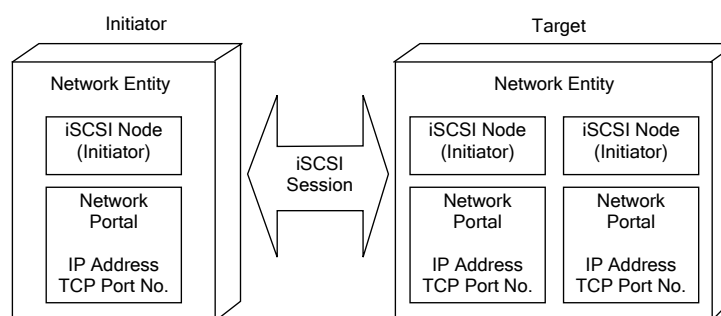 Initiator
Target
Network Entity
iSCSI Node
(Initiator)
Network
Portal
IP Address
TCP Port No.
iSCSI
Session
Network Entity
iSCSI Node
(Initiator)
iSCSI Node
(Initiator)
Network
Portal
IP Address
TCP Port No.
Network
Portal
IP Address
TCP Port No.